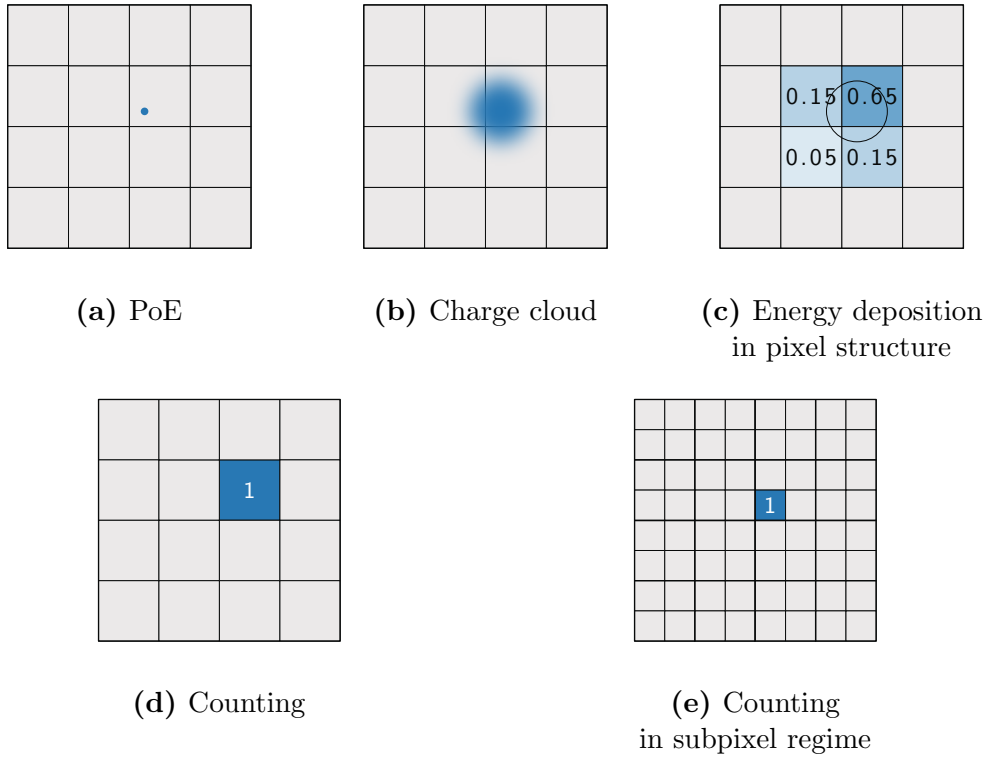 0.15 0.65
0.05 0.15
(a) PoE
(b) Charge cloud
(c) Energy deposition
in pixel structure
1
1
(d) Counting
(e) Counting
in subpixel regime